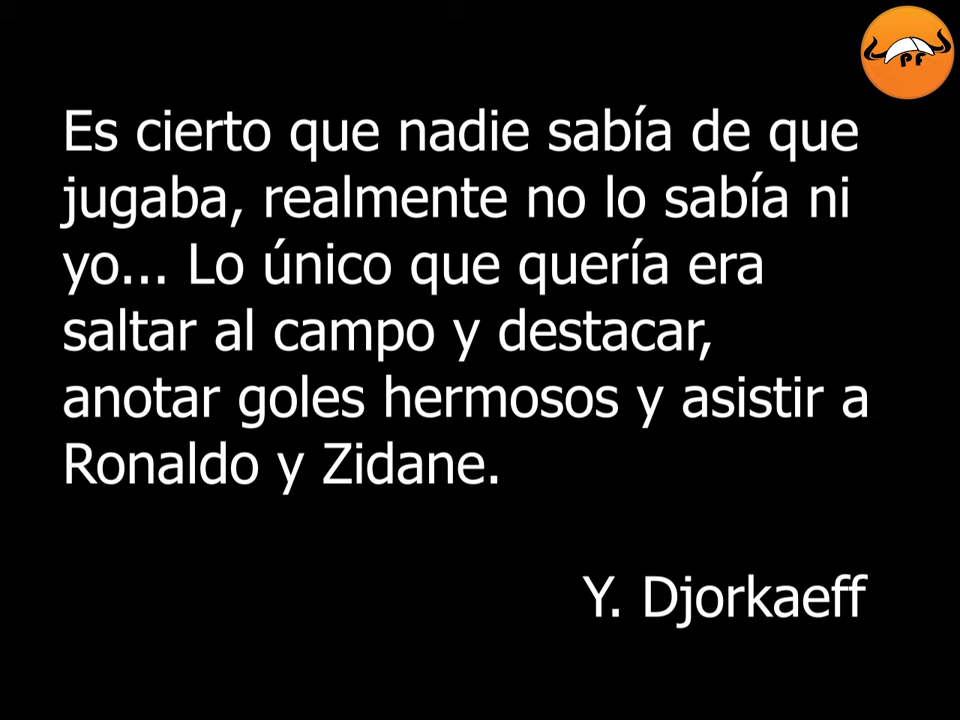 PF
Es cierto que nadie sabía de que
jugaba, realmente no lo sabía ni
yo... Lo único que quería era
saltar al campo y destacar,
anotar goles hermosos y asistir a
Ronaldo y Zidane.
Y. Djorkaeff